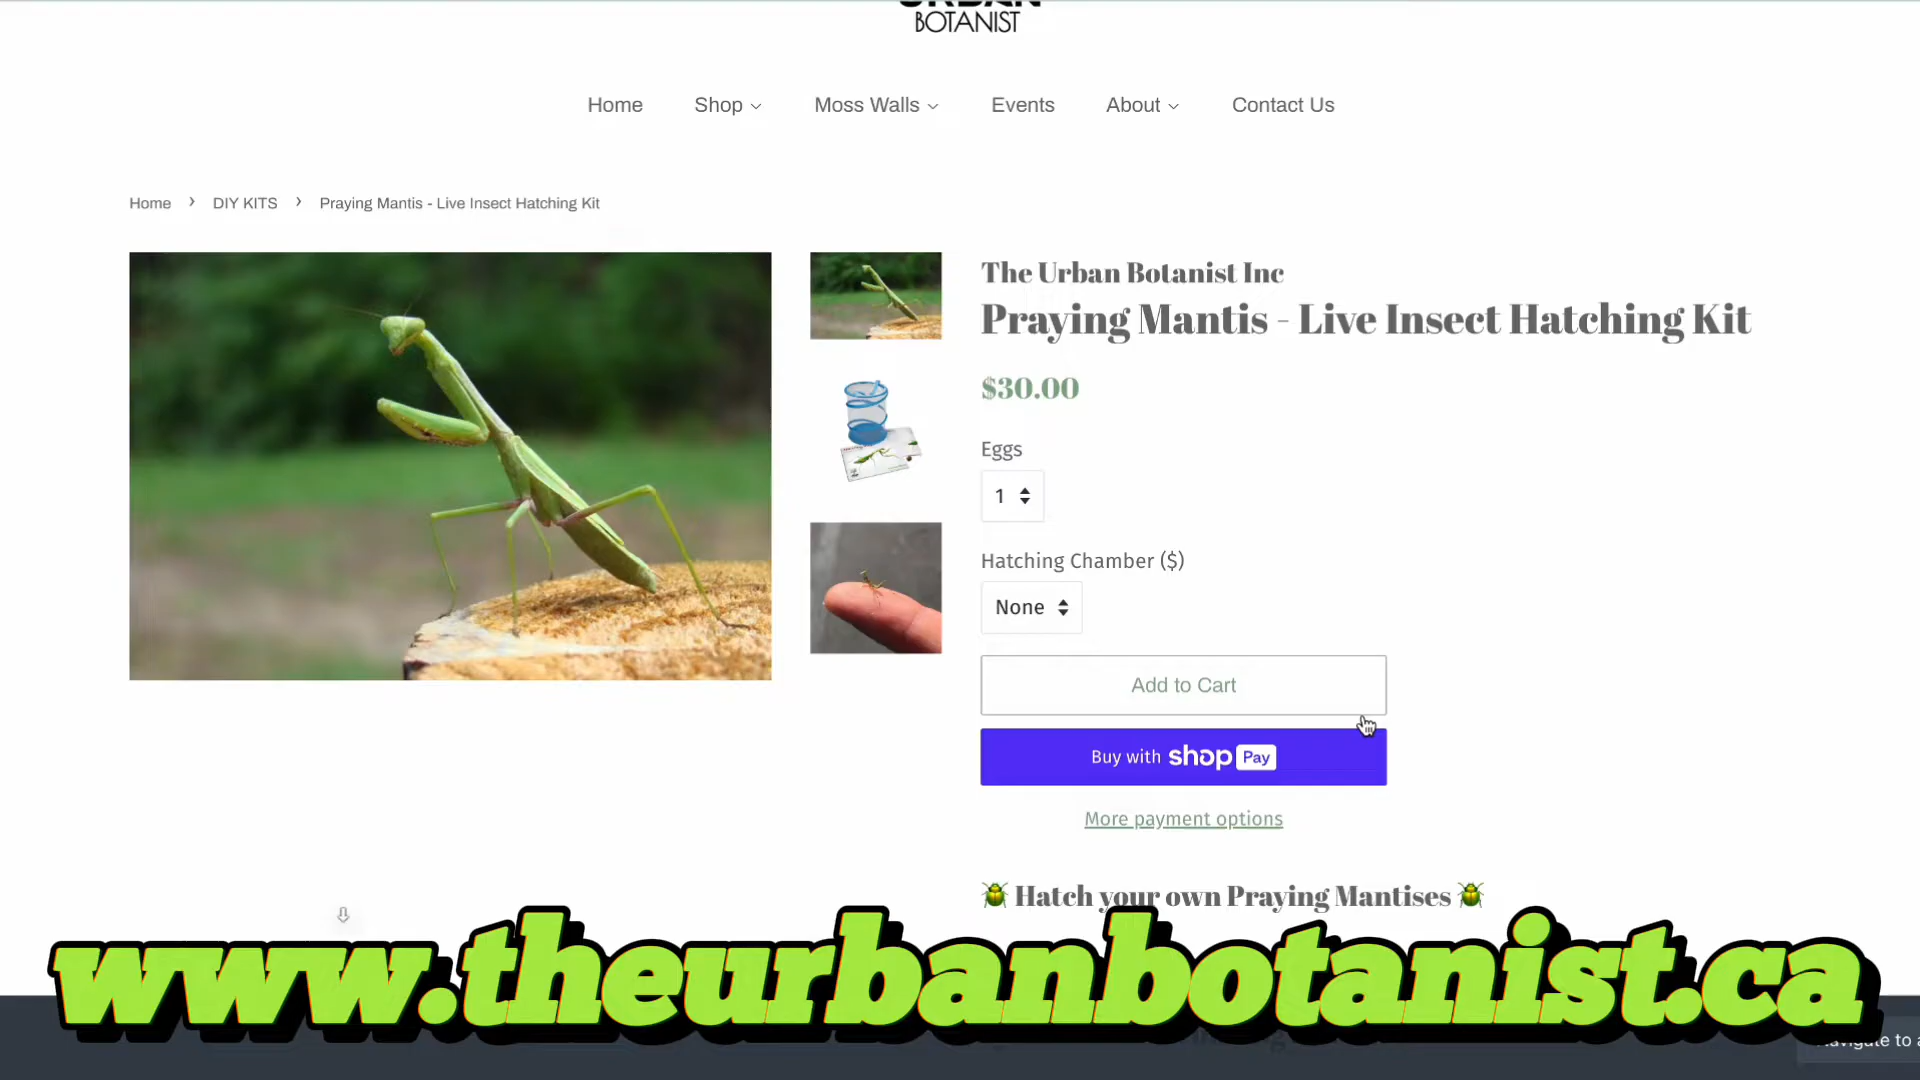 BOTANIST
Home Shop Moss Walls Events About Contact Us
Home › DIY KITS › Praying Mantis - Live Insect Hatching Kit
The Urban Botanist Inc
Praying Mantis - Live Insect Hatching Kit
$30.00
Eggs
1
Hatching Chamber ($)
None
Add to Cart
Buy with shop Pay
More payment options
🪲 Hatch your own Praying Mantises 🪲
www.theurbanbotanist.ca